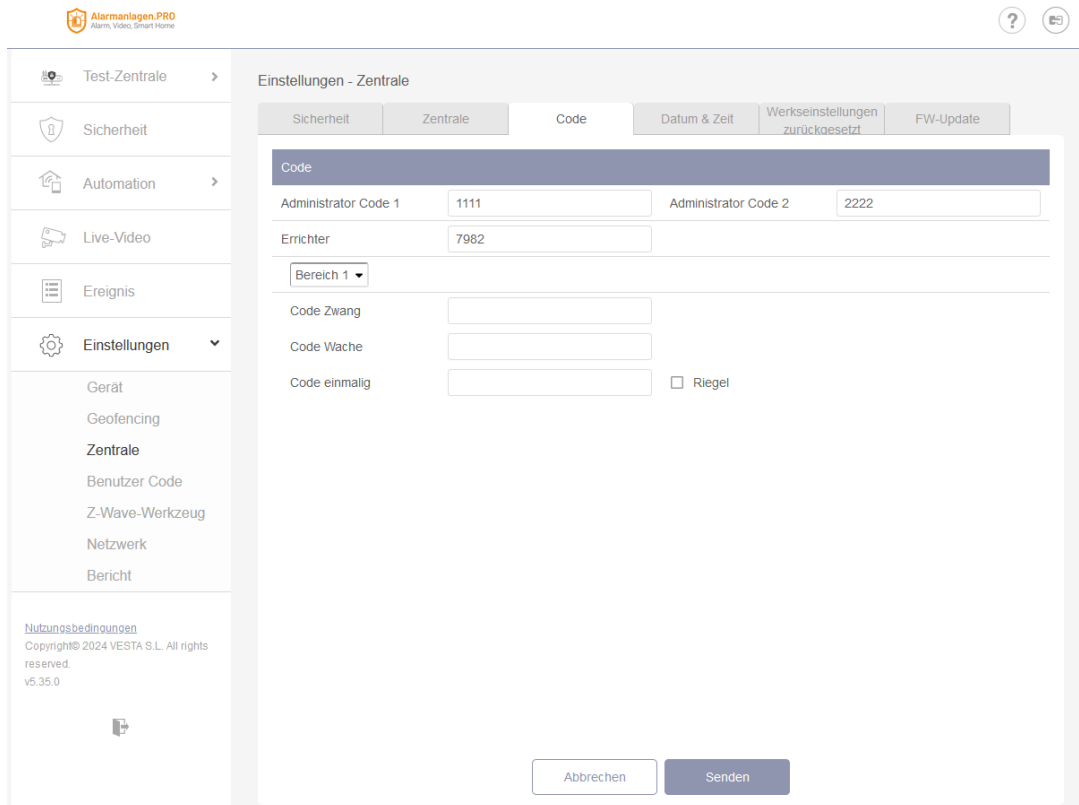 Alarmanlagen.PRO
Alarm, Video, Smart Home
?
Test-Zentrale
Sicherheit
Automation
Live-Video
Ereignis
Einstellungen
Gerät
Geofencing
Zentrale
Benutzer Code
Z-Wave-Werkzeug
Netzwerk
Bericht
Nutzungsbedingungen
Copyright© 2024 VESTA S.L. All rights
reserved.
v5.35.0
Einstellungen - Zentrale
Sicherheit
Zentrale
Code
Datum & Zeit
Werkseinstellungen
zurückgesetzt
FW-Update
Code
Administrator Code 1 1111 Administrator Code 2 2222
Errichter 7982
Bereich 1
Code Zwang
Code Wache
Code einmalig Riegel
Abbrechen Senden